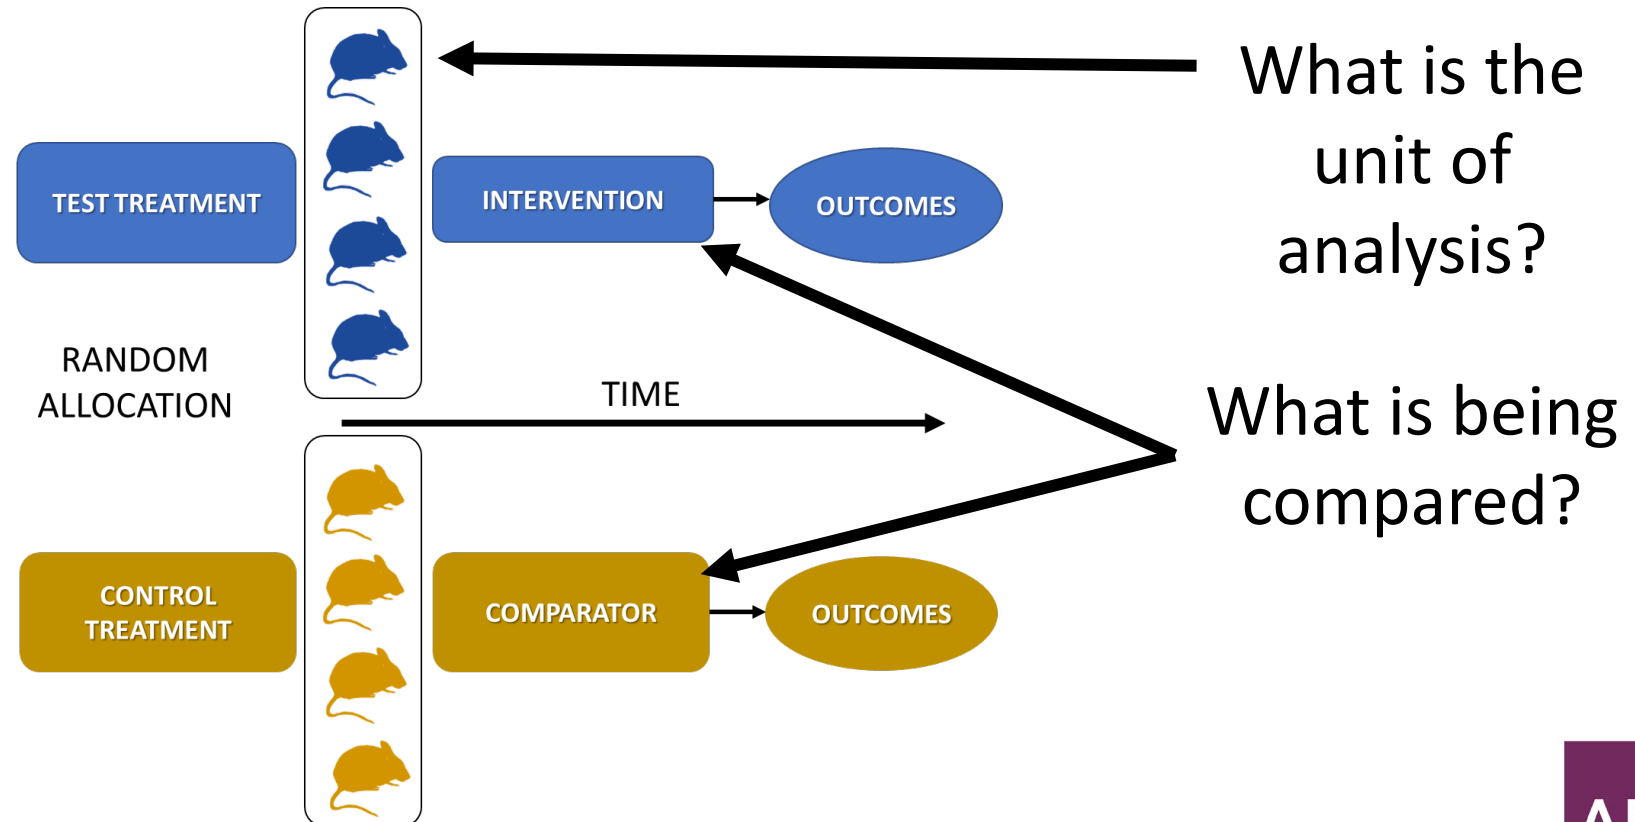 What is the
unit of
analysis?
TEST TREATMENT
INTERVENTION
OUTCOMES
RANDOM
ALLOCATION
TIME
What is being
compared?
CONTROL
TREATMENT
COMPARATOR
OUTCOMES